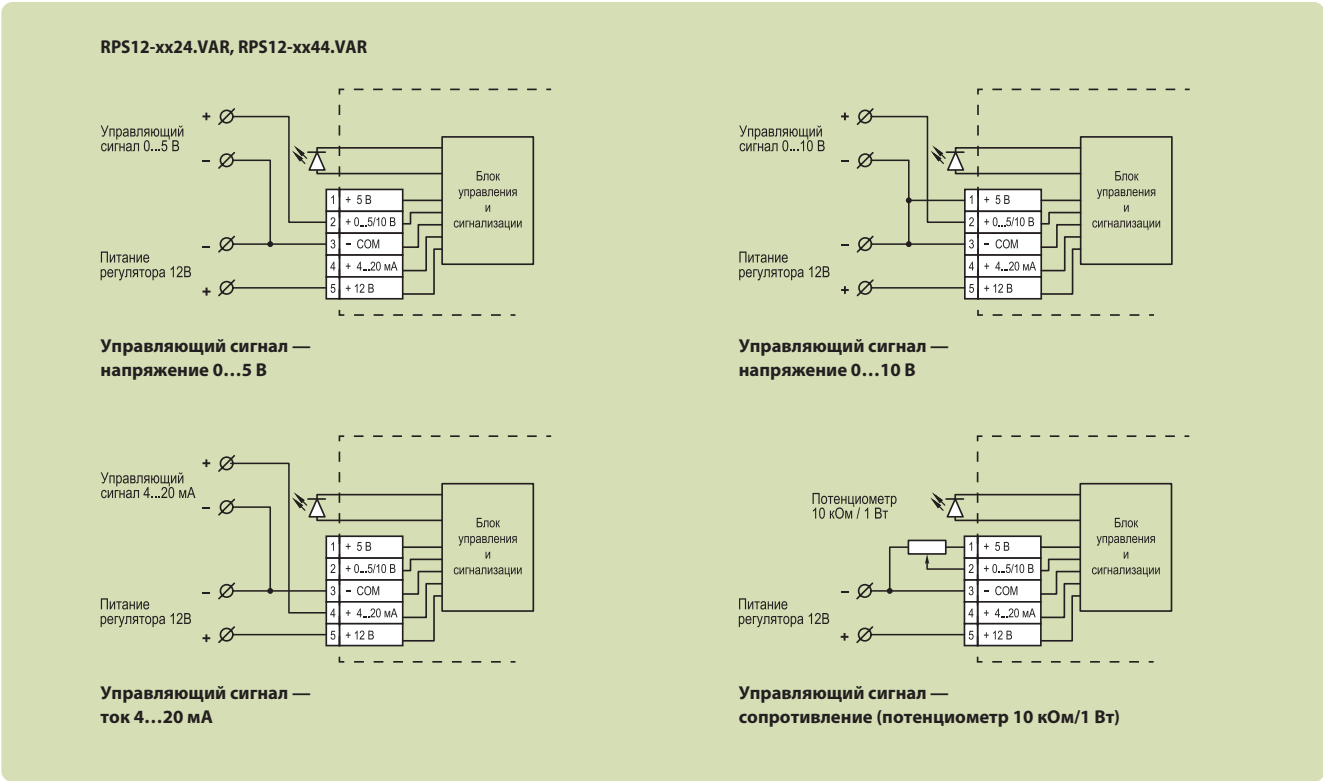 RPS12-xx24.VAR, RPS12-xx44.VAR
+
Управляющий
сигнал 0...5 В
–
–
Питание
регулятора 12В
+
1 + 5 В
2 + 0...5/10 В
3 – COM
4 + 4...20 мА
5 + 12 В
Блок
управления
и
сигнализации
Управляющий сигнал —
напряжение 0…5 В
+
Управляющий
сигнал 0...10 В
–
–
Питание
регулятора 12В
+
1 + 5 В
2 + 0...5/10 В
3 – COM
4 + 4...20 мА
5 + 12 В
Блок
управления
и
сигнализации
Управляющий сигнал —
напряжение 0…10 В
+
Управляющий
сигнал 4...20 мА
–
–
Питание
регулятора 12В
+
1 + 5 В
2 + 0...5/10 В
3 – COM
4 + 4...20 мА
5 + 12 В
Блок
управления
и
сигнализации
Управляющий сигнал —
ток 4…20 мА
Потенциометр
10 кОм / 1 Вт
–
Питание
регулятора 12В
+
1 + 5 В
2 + 0...5/10 В
3 – COM
4 + 4...20 мА
5 + 12 В
Блок
управления
и
сигнализации
Управляющий сигнал —
сопротивление (потенциометр 10 кОм/1 Вт)